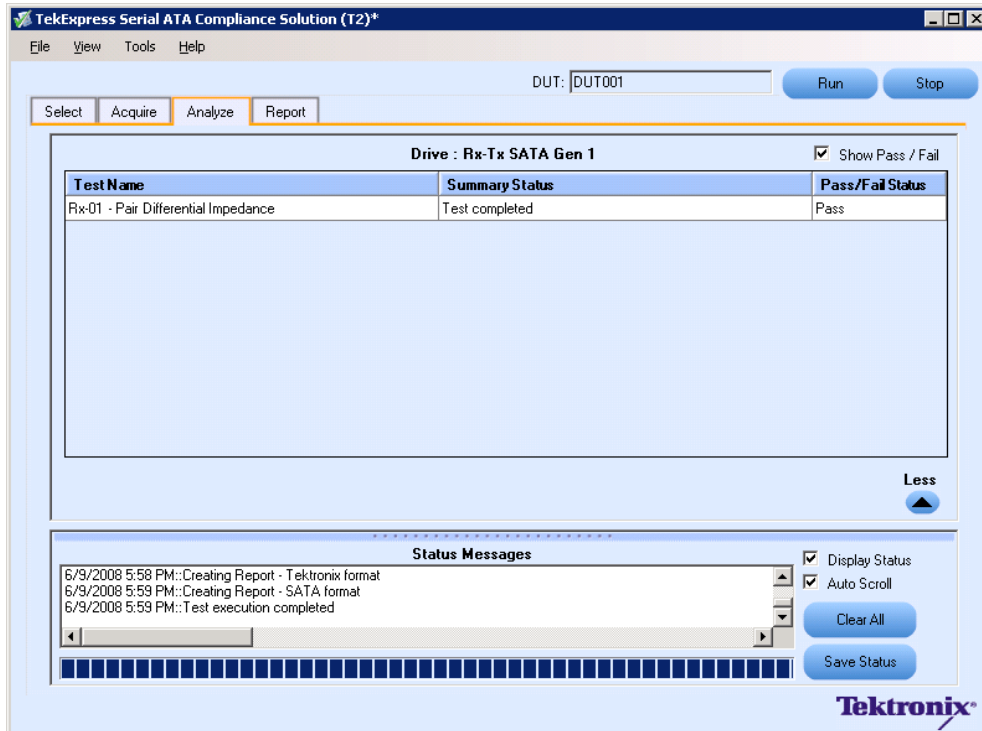 TekExpress Serial ATA Compliance Solution (T2)*
File View Tools Help
DUT: DUT001 Run Stop
Select Acquire Analyze Report
Drive : Rx-Tx SATA Gen 1 Show Pass / Fail
Test Name Summary Status Pass/Fail Status
Rx-01 - Pair Differential Impedance Test completed Pass
Less
Status Messages
Display Status
6/9/2008 5:58 PM::Creating Report - Tektronix format
6/9/2008 5:59 PM::Creating Report - SATA format
Auto Scroll
6/9/2008 5:59 PM::Test execution completed
Clear All
Save Status
Tektronix